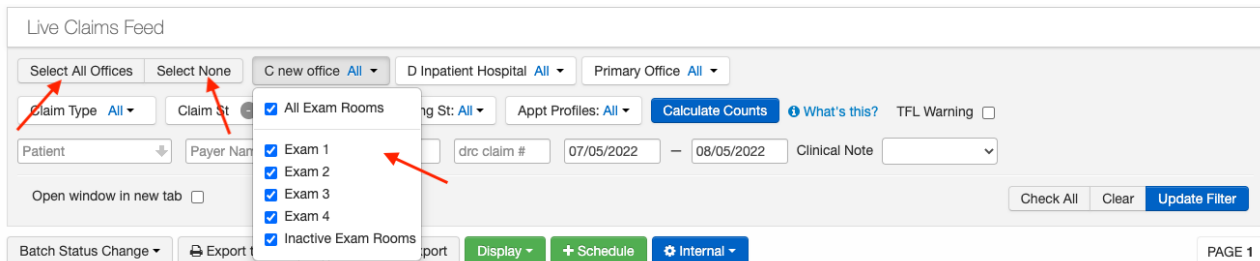 Live Claims Feed
Select All Offices Select None C new office All D Inpatient Hospital All Primary Office All
Claim Type All Claim St ng St: All Appt Profiles: All Calculate Counts What's this? TFL Warning
All Exam Rooms
Patient Payer Nam drc claim # 07/05/2022 — 08/05/2022 Clinical Note
Exam 1
Exam 2
Exam 3
Exam 4
Inactive Exam Rooms
Open window in new tab Check All Clear Update Filter
Batch Status Change Export t port Display + Schedule Internal PAGE 1